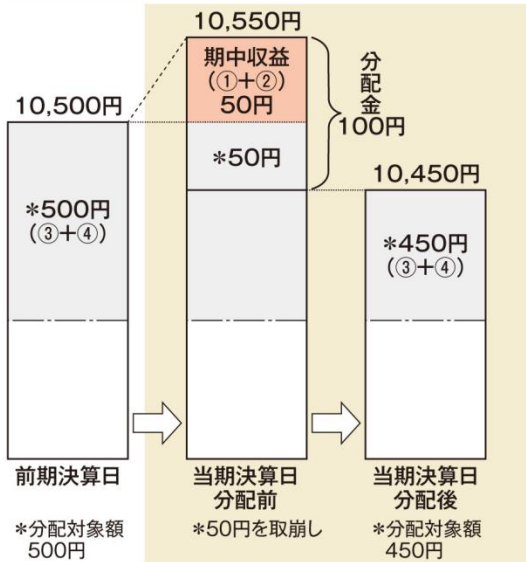 10,550円
期中収益
(①+②)
50円
分配金
100円
10,500円
*50円
10,450円
*500円
(③+④)
*450円
(③+④)
前期決算日
当期決算日
分配前
当期決算日
分配後
*分配対象額
500円
*50円を取崩し
*分配対象額
450円